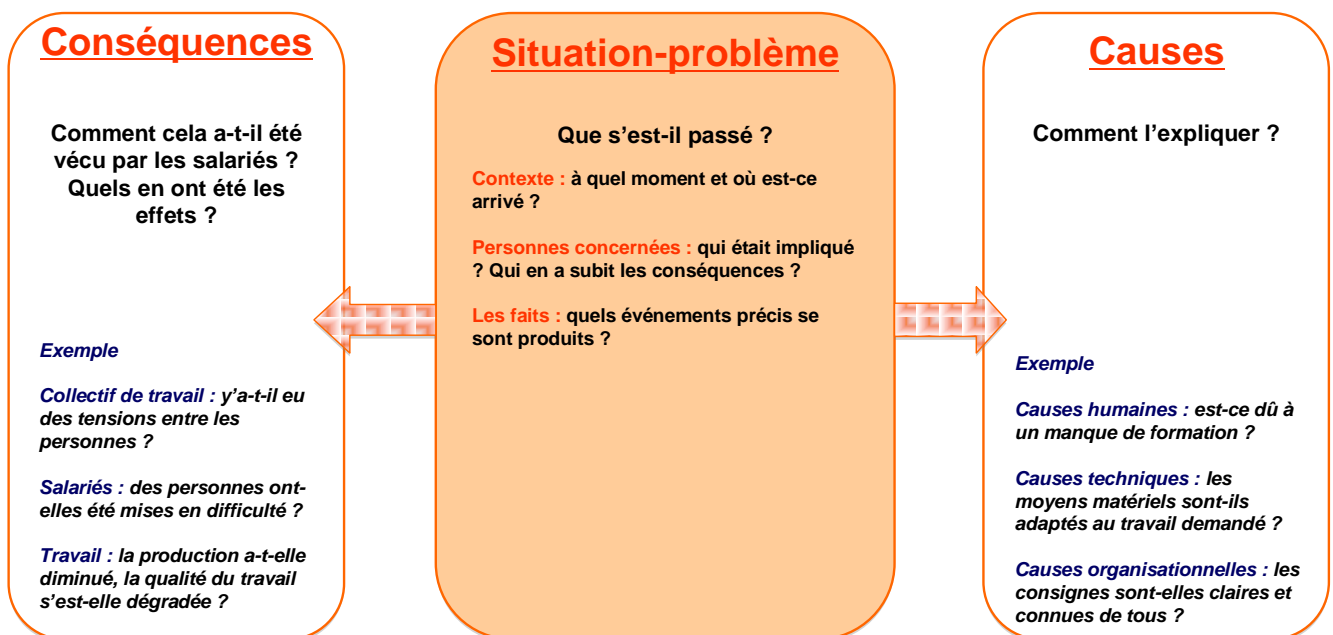 Conséquences
Comment cela a-t-il été
vécu par les salariés ?
Quels en ont été les
effets ?
Exemple
Collectif de travail : y’a-t-il eu
des tensions entre les
personnes ?
Salariés : des personnes ont-
elles été mises en difficulté ?
Travail : la production a-t-elle
diminué, la qualité du travail
s’est-elle dégradée ?
Situation-problème
Que s’est-il passé ?
Contexte : à quel moment et où est-ce
arrivé ?
Personnes concernées : qui était impliqué
? Qui en a subit les conséquences ?
Les faits : quels événements précis se
sont produits ?
Causes
Comment l’expliquer ?
Exemple
Causes humaines : est-ce dû à
un manque de formation ?
Causes techniques : les
moyens matériels sont-ils
adaptés au travail demandé ?
Causes organisationnelles : les
consignes sont-elles claires et
connues de tous ?